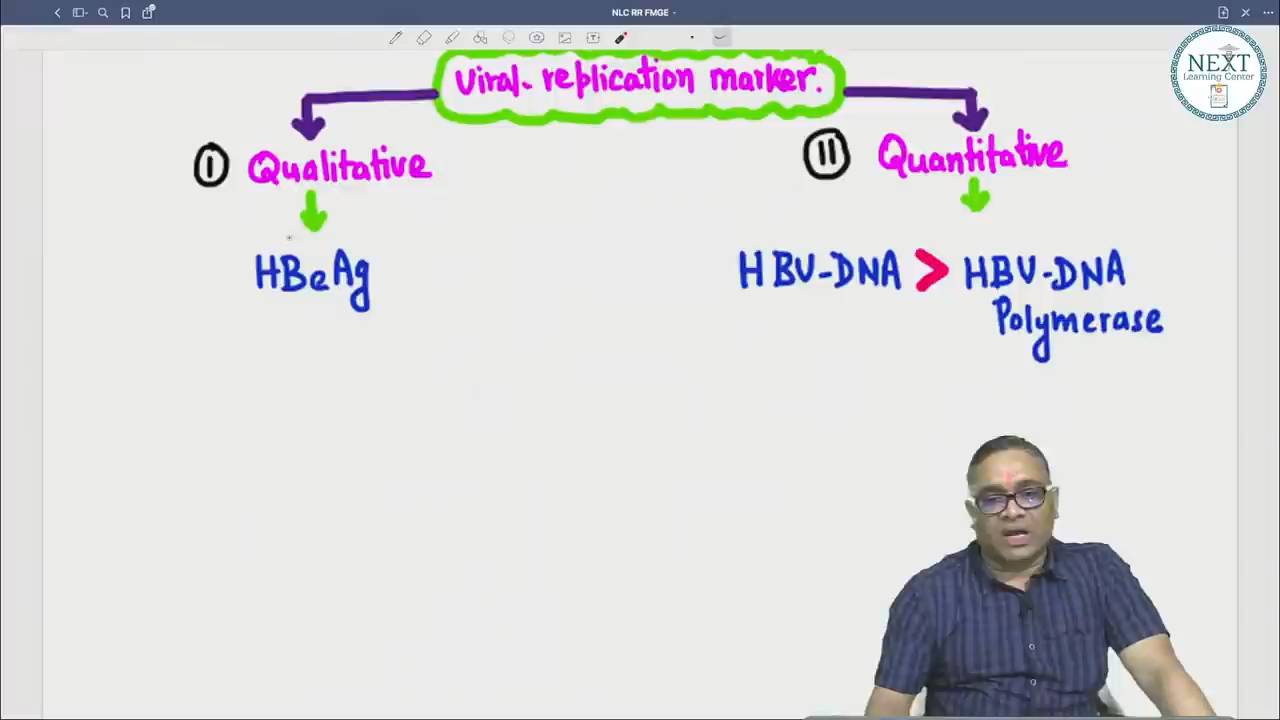 NLC RR FMGE
NEXT
Learning Center
Viral replication marker.
I Qualitative
II Quantitative
HBeAg
HBV-DNA > HBV-DNA
Polymerase